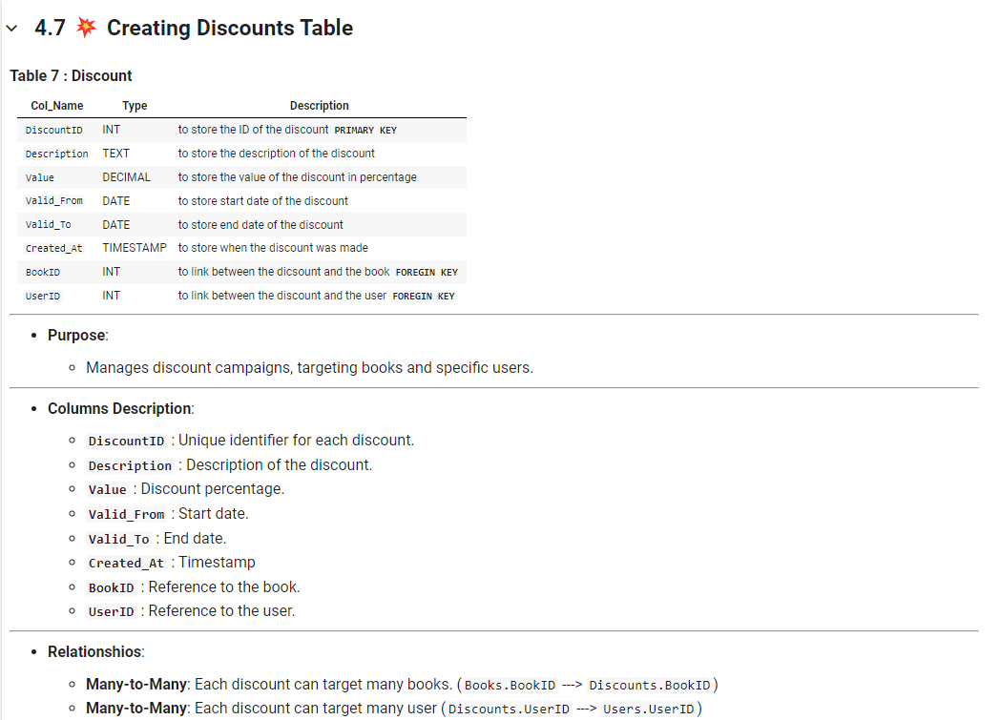 4.7 💥 Creating Discounts Table
Table 7 : Discount
Col_Name Type Description
DiscountID INT to store the ID of the discount PRIMARY KEY
Description TEXT to store the description of the discount
Value DECIMAL to store the value of the discount in percentage
Valid_From DATE to store start date of the discount
Valid_To DATE to store end date of the discount
Created_At TIMESTAMP to store when the discount was made
BookID INT to link between the dicsount and the book FOREGIN KEY
UserID INT to link between the discount and the user FOREGIN KEY
• Purpose:
◦ Manages discount campaigns, targeting books and specific users.
• Columns Description:
◦ DiscountID : Unique identifier for each discount.
◦ Description : Description of the discount.
◦ Value : Discount percentage.
◦ Valid_From : Start date.
◦ Valid_To : End date.
◦ Created_At : Timestamp
◦ BookID : Reference to the book.
◦ UserID : Reference to the user.
• Relationshios:
◦ Many-to-Many: Each discount can target many books. (Books.BookID ---> Discounts.BookID)
◦ Many-to-Many: Each discount can target many user (Discounts.UserID ---> Users.UserID)